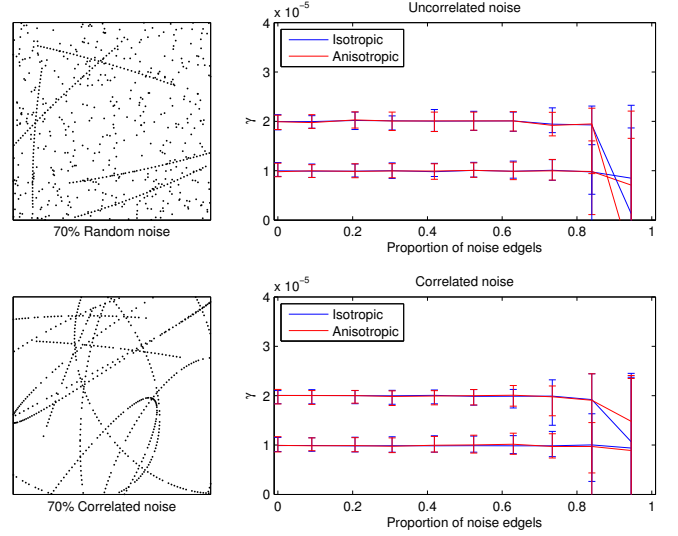 Uncorrelated noise
x 10 -5
4
Isotropic
Anisotropic
3
γ
2
1
0
0 0.2 0.4 0.6 0.8 1
70% Random noise
Proportion of noise edgels
Correlated noise
x 10 -5
4
Isotropic
Anisotropic
3
γ
2
1
0
0 0.2 0.4 0.6 0.8 1
70% Correlated noise
Proportion of noise edgels